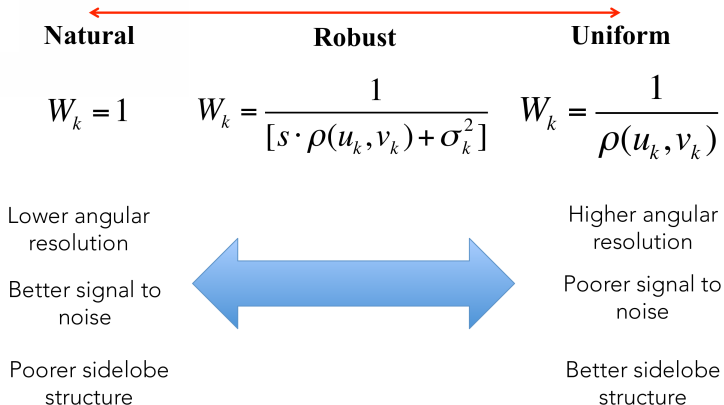 Natural Robust Uniform
W_k = 1 W_k = 1 / [s · ρ(u_k, v_k) + σ_k^2] W_k = 1 / ρ(u_k, v_k)
Lower angular
resolution
Better signal to
noise
Poorer sidelobe
structure
Higher angular
resolution
Poorer signal to
noise
Better sidelobe
structure